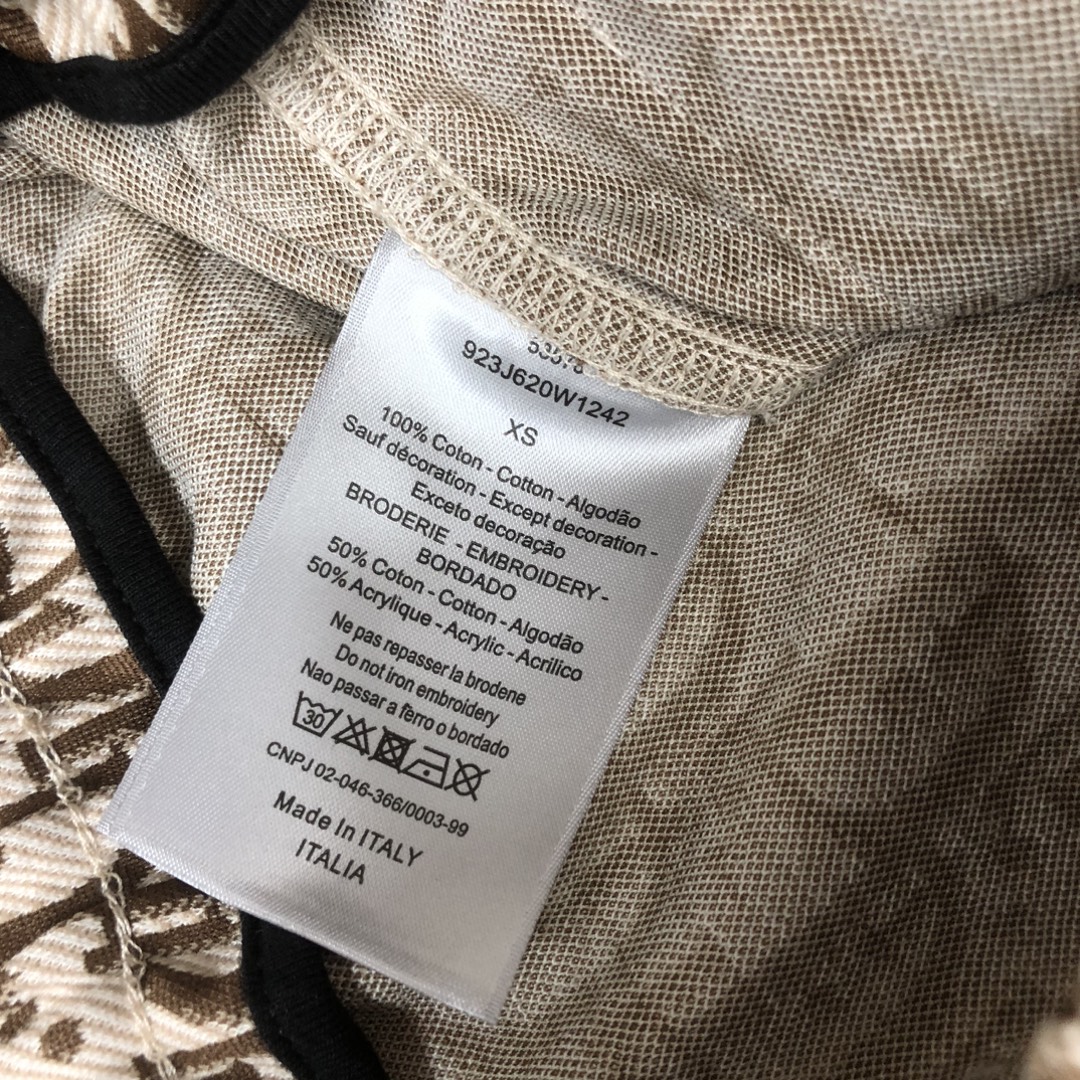 923J620W1242
XS
100% Coton - Cotton - Algodão
Sauf décoration - Except decoration -
Exceto decoração
BRODERIE - EMBROIDERY -
BORDADO
50% Coton - Cotton - Algodão
50% Acrylique - Acrylic - Acrilico
Ne pas repasser la brodene
Do not iron embroidery
Nao passar a ferro o bordado
30
CNPJ 02-046-366/0003-99
Made In ITALY
ITALIA